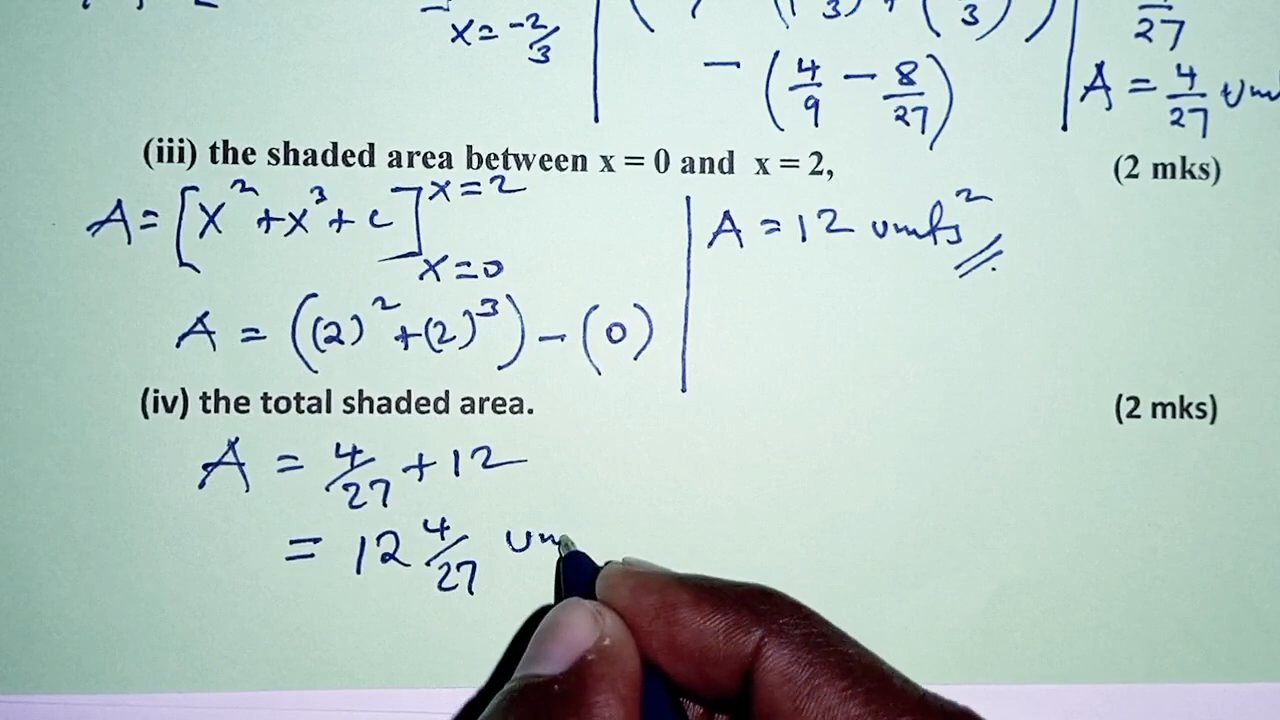 x = -2/3
- (4/9 - 8/27)
27
A = 4/27
(iii) the shaded area between x = 0 and x = 2, (2 mks)
A = [x² + x³ + c] x=2 x=0
A = ((2)² + (2)³) - (0)
A = 12 units²
(iv) the total shaded area. (2 mks)
A = 4/27 + 12
= 12 4/27 un